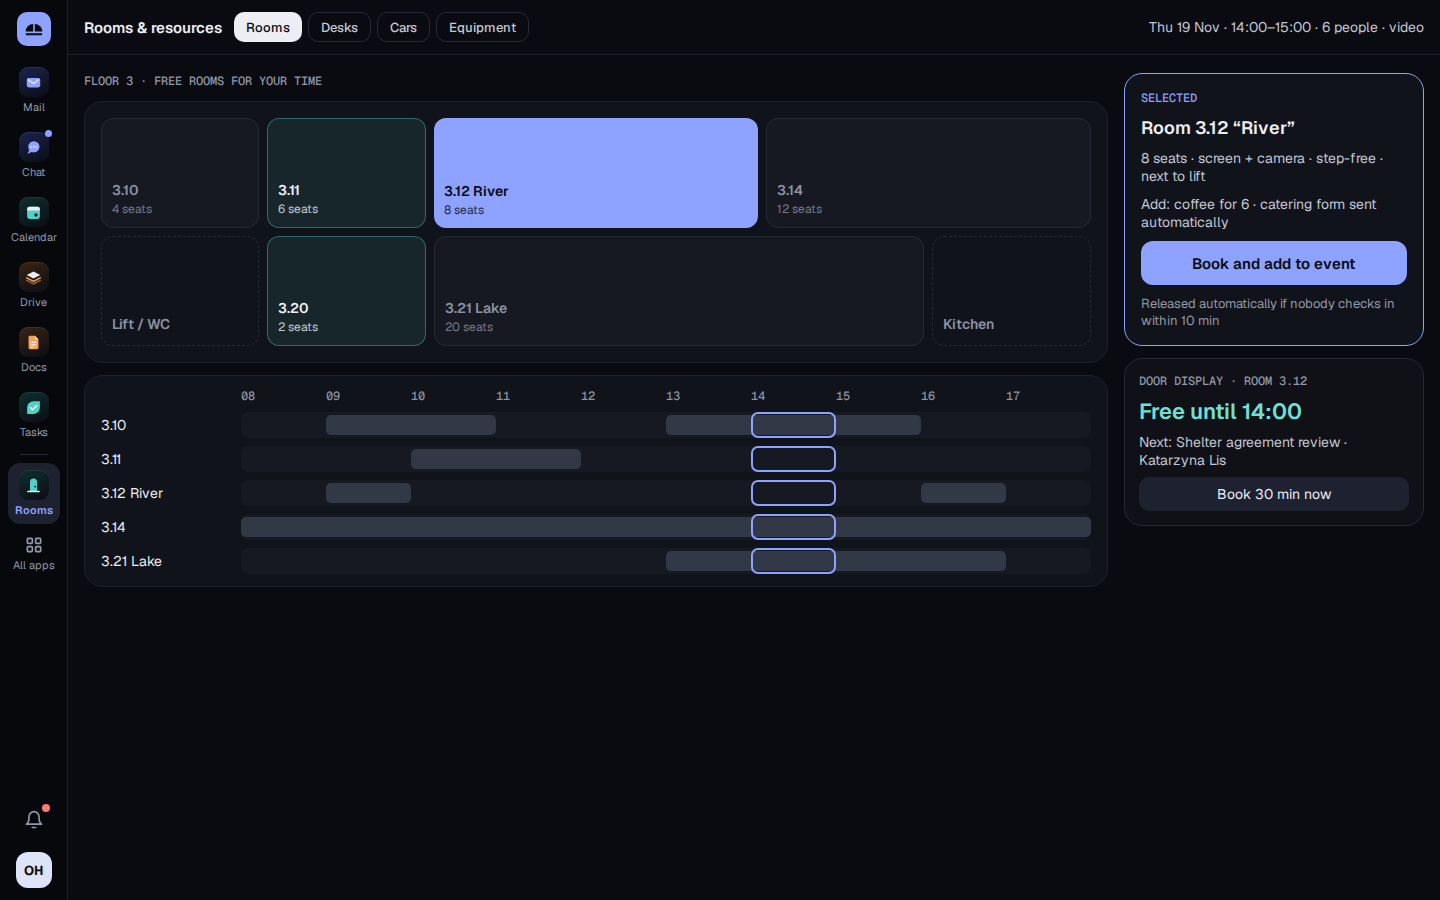 Rooms & resources
Rooms
Desks
Cars
Equipment
Thu 19 Nov · 14:00–15:00 · 6 people · video
Mail
Chat
Calendar
Drive
Docs
Tasks
Rooms
All apps
OH
FLOOR 3 · FREE ROOMS FOR YOUR TIME
3.10
4 seats
3.11
6 seats
3.12 River
8 seats
3.14
12 seats
Lift / WC
3.20
2 seats
3.21 Lake
20 seats
Kitchen
08 09 10 11 12 13 14 15 16 17
3.10
3.11
3.12 River
3.14
3.21 Lake
SELECTED
Room 3.12 “River”
8 seats · screen + camera · step-free ·
next to lift
Add: coffee for 6 · catering form sent
automatically
Book and add to event
Released automatically if nobody checks in
within 10 min
DOOR DISPLAY · ROOM 3.12
Free until 14:00
Next: Shelter agreement review ·
Katarzyna Lis
Book 30 min now